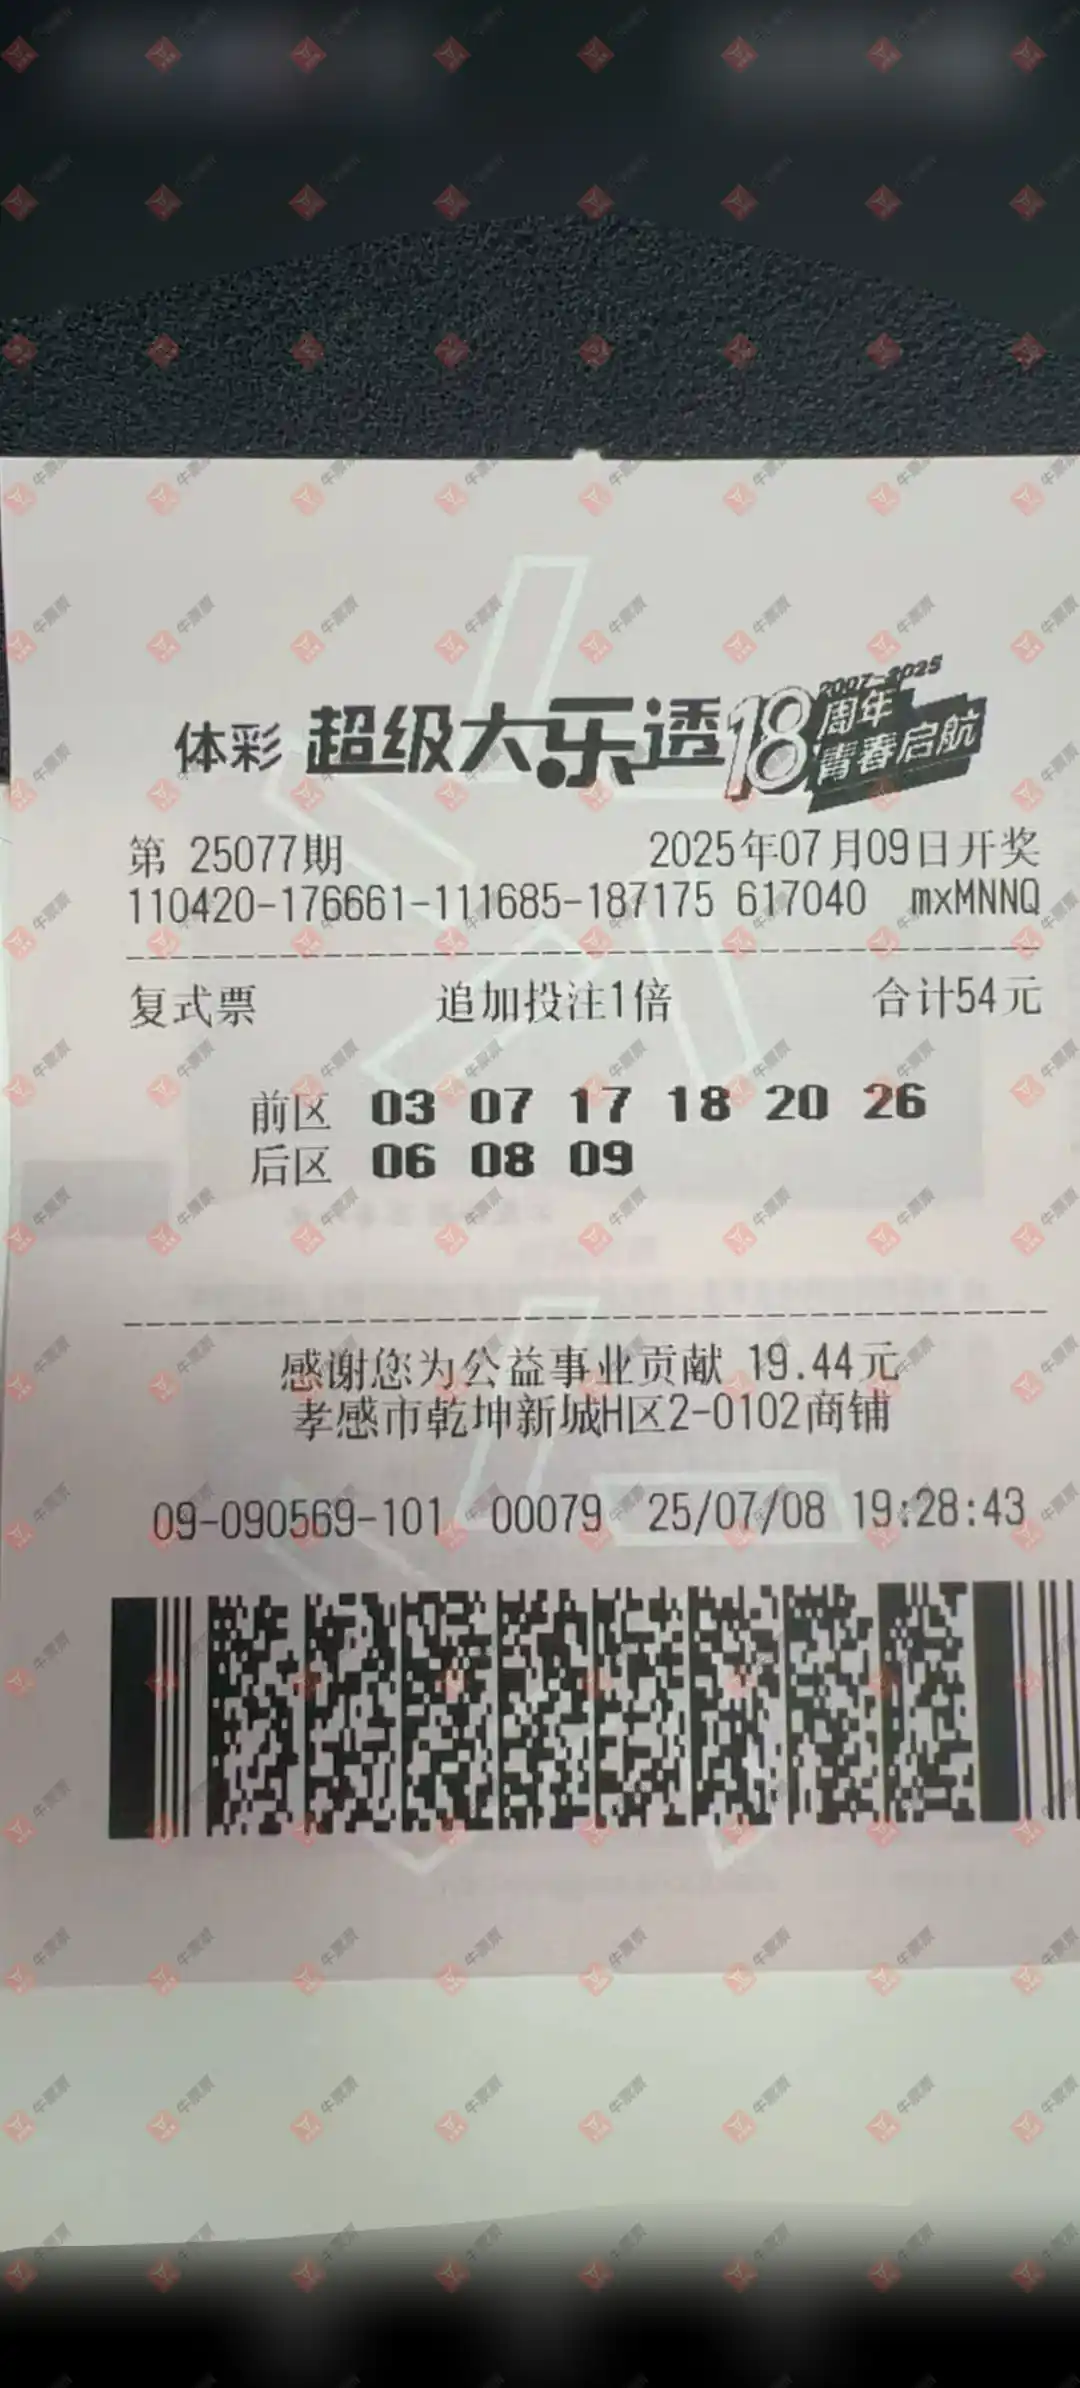 体彩 超级大乐透 18周年 2007-2025 青春启航
第 25077期 2025年07月09日开奖
110420-176661-111685-187175 617040 mxMNNQ
复式票 追加投注1倍 合计54元
前区 03 07 17 18 20 26
后区 06 08 09
感谢您为公益事业贡献 19.44元
孝感市乾坤新城H区2-0102商铺
09-090569-101 00079 25/07/08 19:28:43
牛票票